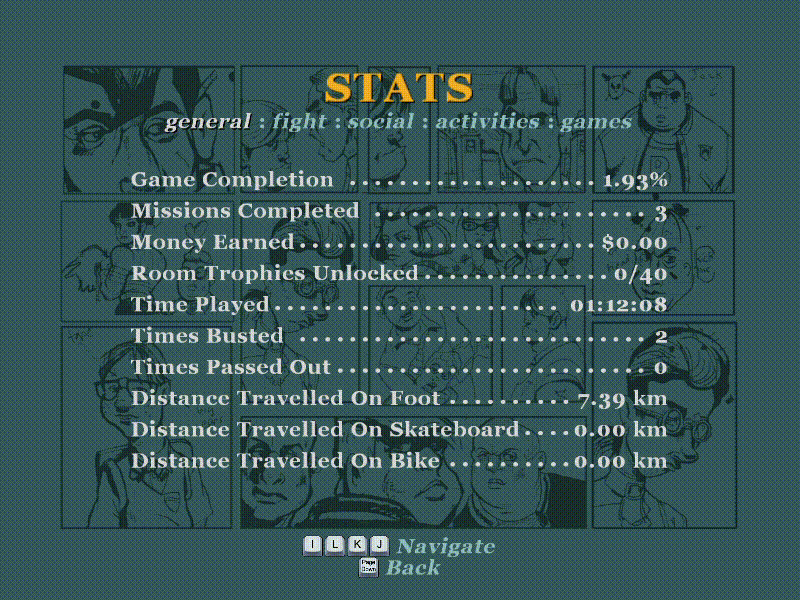 STATS
general : fight : social : activities : games
Game Completion .................... 1.93%
Missions Completed ...................... 3
Money Earned........................ $0.00
Room Trophies Unlocked............... 0/40
Time Played....................... 01:12:08
Times Busted ............................ 2
Times Passed Out......................... 0
Distance Travelled On Foot .......... 7.39 km
Distance Travelled On Skateboard....0.00 km
Distance Travelled On Bike ..........0.00 km
I L K J Navigate
Page Down Back